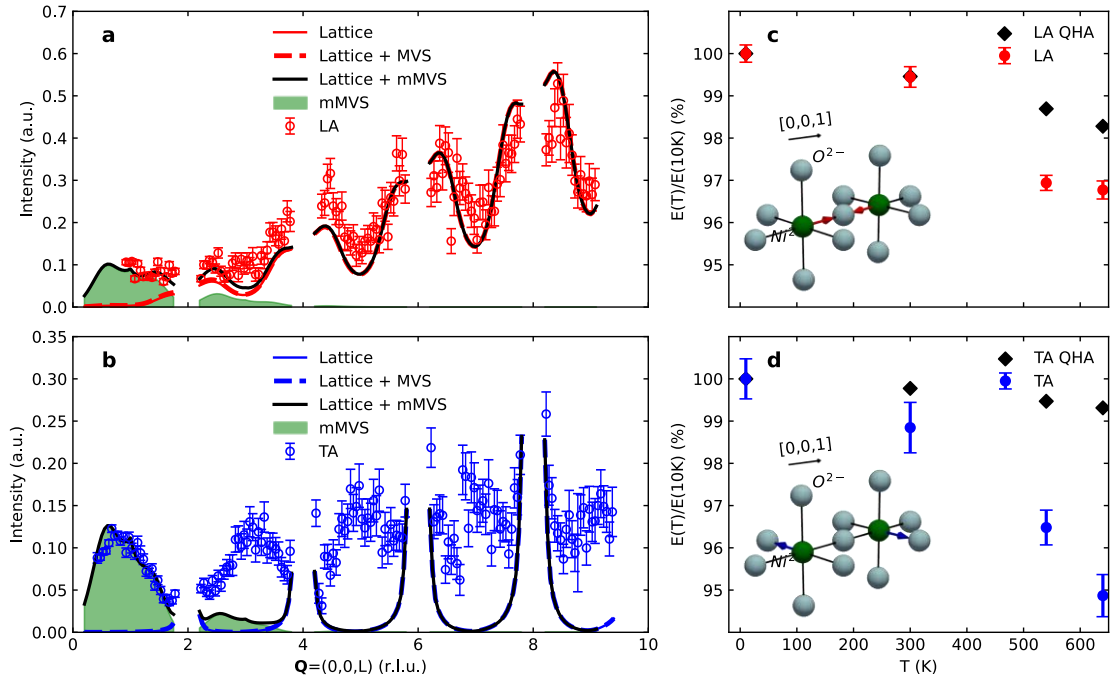 a
Lattice
Lattice + MVS
Lattice + mMVS
mMVS
LA
Intensity (a.u.)
0.7
0.6
0.5
0.4
0.3
0.2
0.1
0.0
c
LA QHA
LA
[0,0,1]
O²⁻
Ni²
E(T)/E(10K) (%)
100
99
98
97
96
95
b
Lattice
Lattice + MVS
Lattice + mMVS
mMVS
TA
Intensity (a.u.)
0.35
0.30
0.25
0.20
0.15
0.10
0.05
0.00
0 2 4 6 8 10
Q=(0,0,L) (r.l.u.)
d
TA QHA
TA
[0,0,1]
O²⁻
Ni²
E(T)/E(10K) (%)
100
99
98
97
96
95
0 100 200 300 400 500 600
T (K)